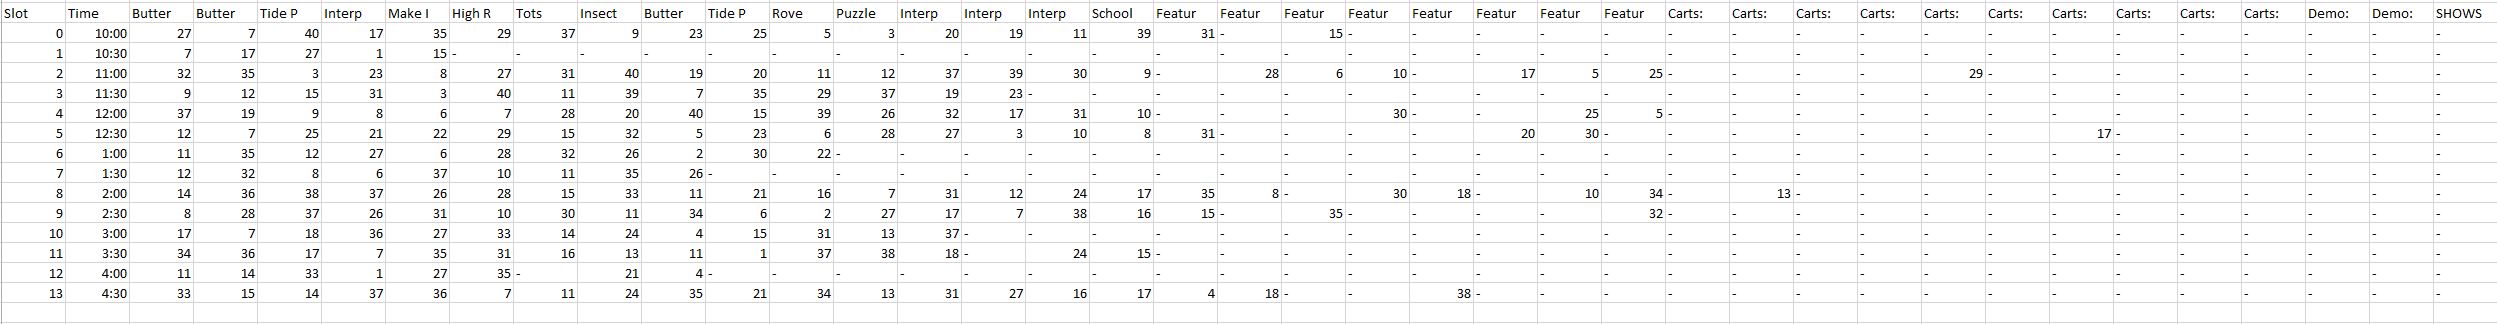 Slot Time Butter Butter Tide P Interp Make I High R Tots Insect Butter Tide P Rove Puzzle Interp Interp Interp School Featur Featur Featur Featur Featur Featur Featur Featur Carts: Carts: Carts: Carts: Carts: Carts: Carts: Carts: Carts: Carts: Demo: Demo: SHOWS
0 10:00 27 7 40 17 35 29 37 9 23 25 5 3 20 19 11 39 31 - 15 - - - - - - - - - - - - - - - - - -
1 10:30 7 17 27 1 15 - - - - - - - - - - - - - - - - - - - - - - - - - - - - - - - - - -
2 11:00 32 35 3 23 8 27 31 40 19 20 11 12 37 39 30 9 - 28 6 10 - 17 5 25 - - - - 29 - - - - - - - -
3 11:30 9 12 15 31 3 40 11 39 7 35 29 37 19 23 - - - - - - - - - - - - - - - - - - - - - - -
4 12:00 37 19 9 8 6 7 28 20 40 15 39 26 32 17 31 10 - - - 30 - - 25 5 - - - - - - - - - - - - -
5 12:30 12 7 25 21 22 29 15 32 5 23 6 28 27 3 10 8 31 - - - - 20 30 - - - - - - - 17 - - - - - -
6 1:00 11 35 12 27 6 28 32 26 2 30 22 - - - - - - - - - - - - - - - - - - - - - - - - - -
7 1:30 12 32 8 6 37 10 11 35 26 - - - - - - - - - - - - - - - - - - - - - - - - - - - -
8 2:00 14 36 38 37 26 28 15 33 11 21 16 7 31 12 24 17 35 8 - 30 18 - 10 34 - 13 - - - - - - - - - - -
9 2:30 8 28 37 26 31 10 30 11 34 6 2 27 17 7 38 16 15 - 35 - - - - 32 - - - - - - - - - - - - -
10 3:00 17 7 18 36 27 33 14 24 4 15 31 13 37 - - - - - - - - - - - - - - - - - - - - - - - -
11 3:30 34 36 17 7 35 31 16 13 11 1 37 38 18 - 24 15 - - - - - - - - - - - - - - - - - - - - -
12 4:00 11 14 33 1 27 35 - 21 4 - - - - - - - - - - - - - - - - - - - - - - - - - - - -
13 4:30 33 15 14 37 36 7 11 24 35 21 34 13 31 27 16 17 4 18 - - 38 - - - - - - - - - - - - - - - -